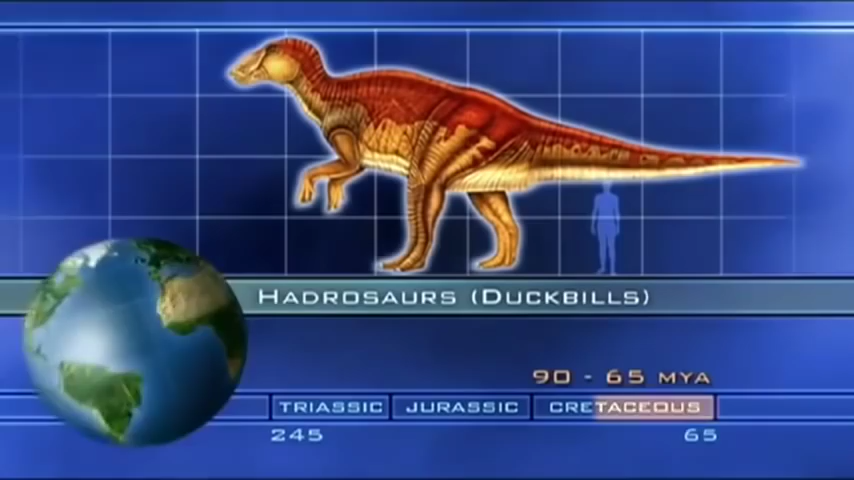 HADROSAURS (DUCKBILLS)
90 - 65 MYA
TRIASSIC JURASSIC CRETACEOUS
245 65